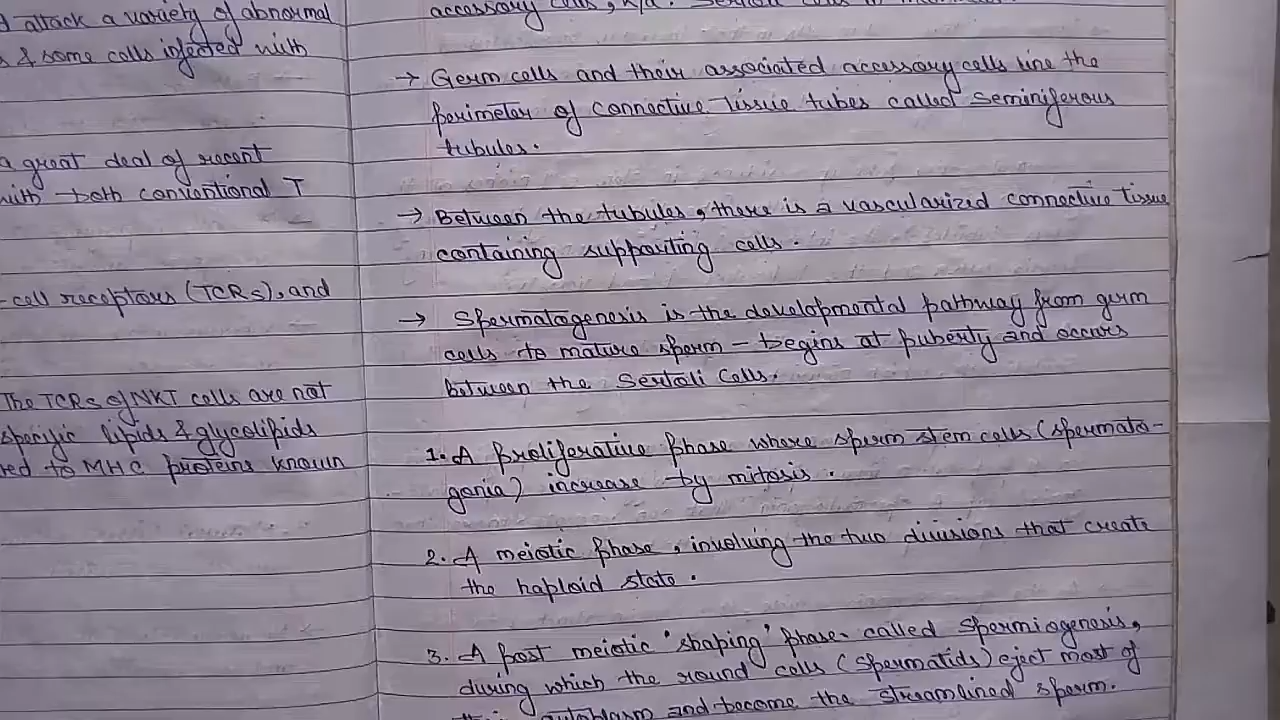 attack a variety of abnormal
& some cells infected with
a great deal of recent
with both conventional T
-cell receptors (TCRs), and
The TCRs of NKT cells are not
specific lipids & glycolipids
ed to MHC proteins known
accessory cells, k/a
→ Germ cells and their associated accessory cells line the
perimeter of connective tissue tubes called seminiferous
tubules.
→ Between the tubules, there is a vascularized connective tissue
containing supporting cells.
→ Spermatogenesis is the developmental pathway from germ
cells to mature sperm - begins at puberty and occurs
between the Sertoli Cells.
1. A proliferative phase where sperm stem cells (spermato-
gonia) increase by mitosis.
2. A meiotic phase, involving the two divisions that create
the haploid state.
3. A post meiotic "shaping" phase called spermiogenesis,
during which the round cells (spermatids) eject most of
and become the streamlined sperm.